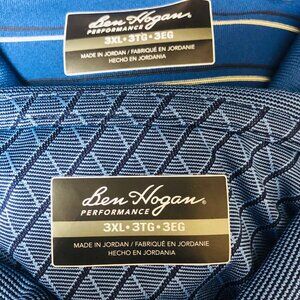 Ben Hogan®
PERFORMANCE
3XL • 3TG • 3EG
MADE IN JORDAN / FABRIQUÉ EN JORDANIE
HECHO EN JORDANIA
Ben Hogan®
PERFORMANCE
3XL • 3TG • 3EG
MADE IN JORDAN / FABRIQUÉ EN JORDANIE
HECHO EN JORDANIA